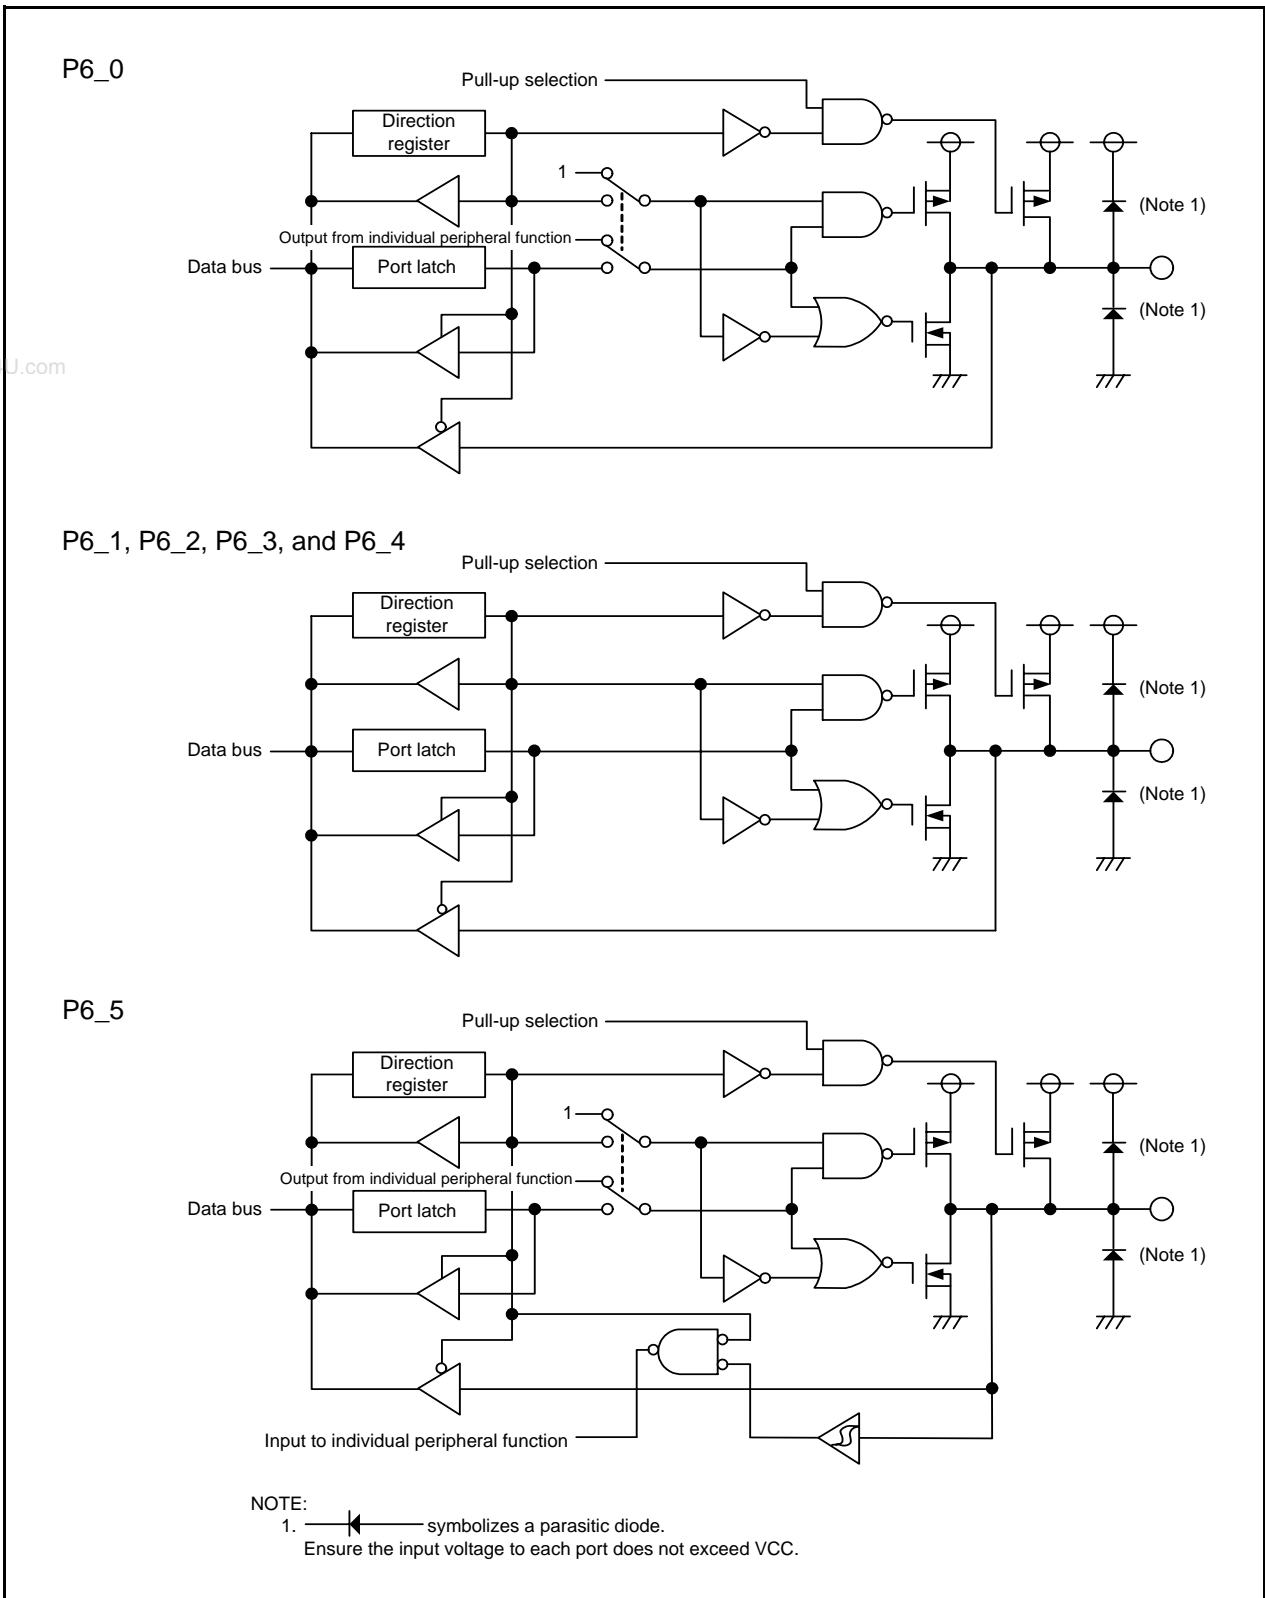 P6_0
Pull-up selection
Direction
register
1
(Note 1)
Output from individual peripheral function
Data bus
Port latch
(Note 1)
U.com
P6_1, P6_2, P6_3, and P6_4
Pull-up selection
Direction
register
(Note 1)
Data bus
Port latch
(Note 1)
P6_5
Pull-up selection
Direction
register
1
(Note 1)
Output from individual peripheral function
Data bus
Port latch
(Note 1)
Input to individual peripheral function
NOTE:
1. symbolizes a parasitic diode.
Ensure the input voltage to each port does not exceed VCC.